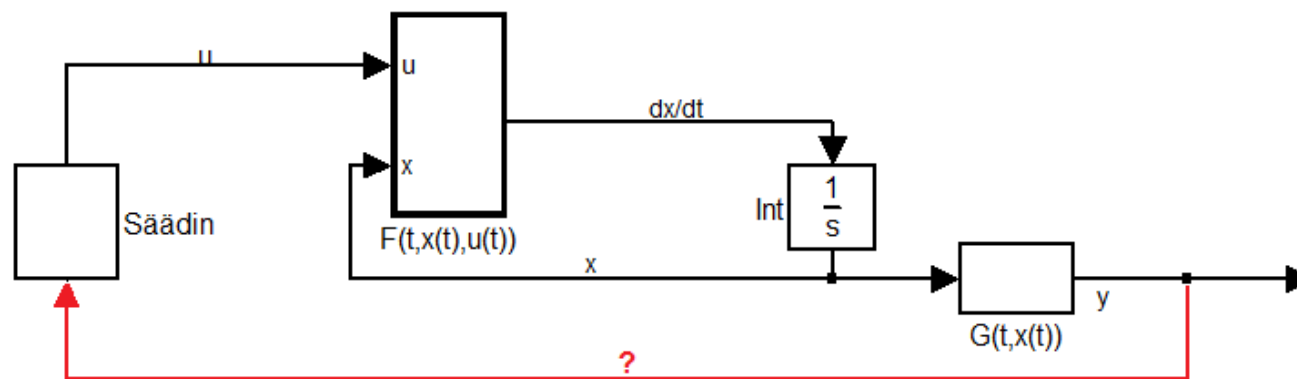 u
u
dx/dt
x
Säädin
Int
1
s
F(t,x(t),u(t))
x
y
G(t,x(t))
?